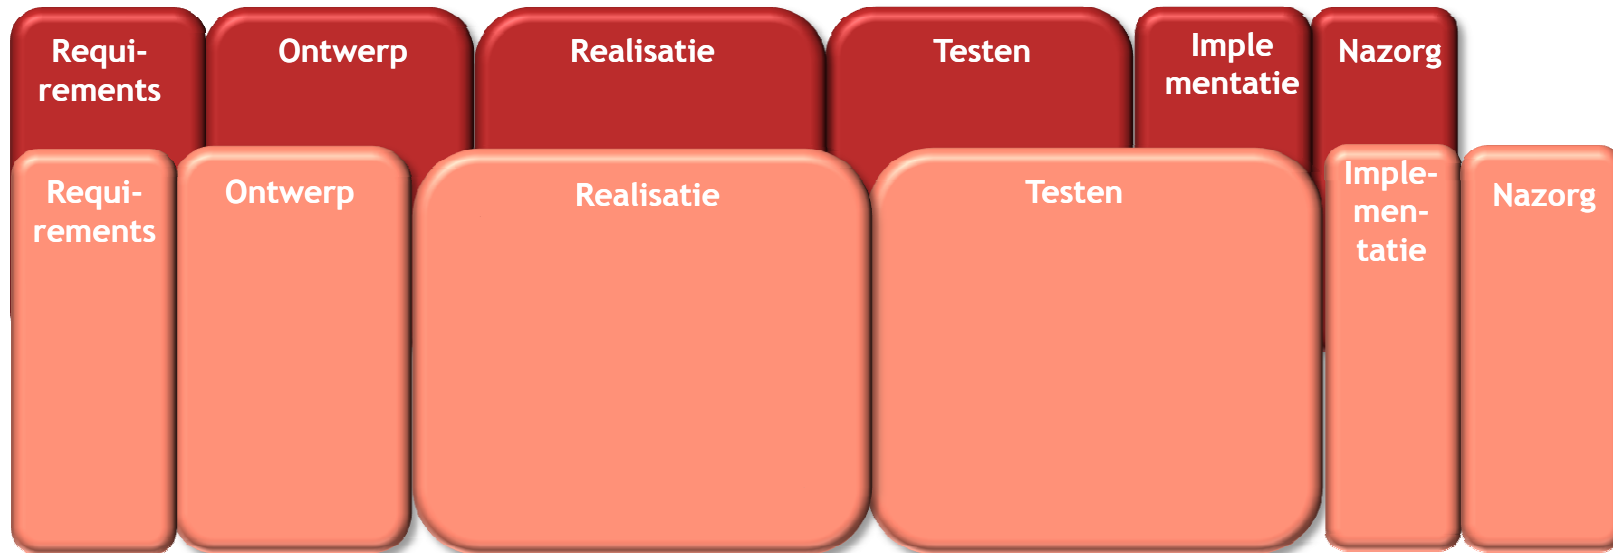 Requi-
rements
Ontwerp
Realisatie
Testen
Imple
mentatie
Nazorg
Requi-
rements
Ontwerp
Realisatie
Testen
Imple-
men-
tatie
Nazorg